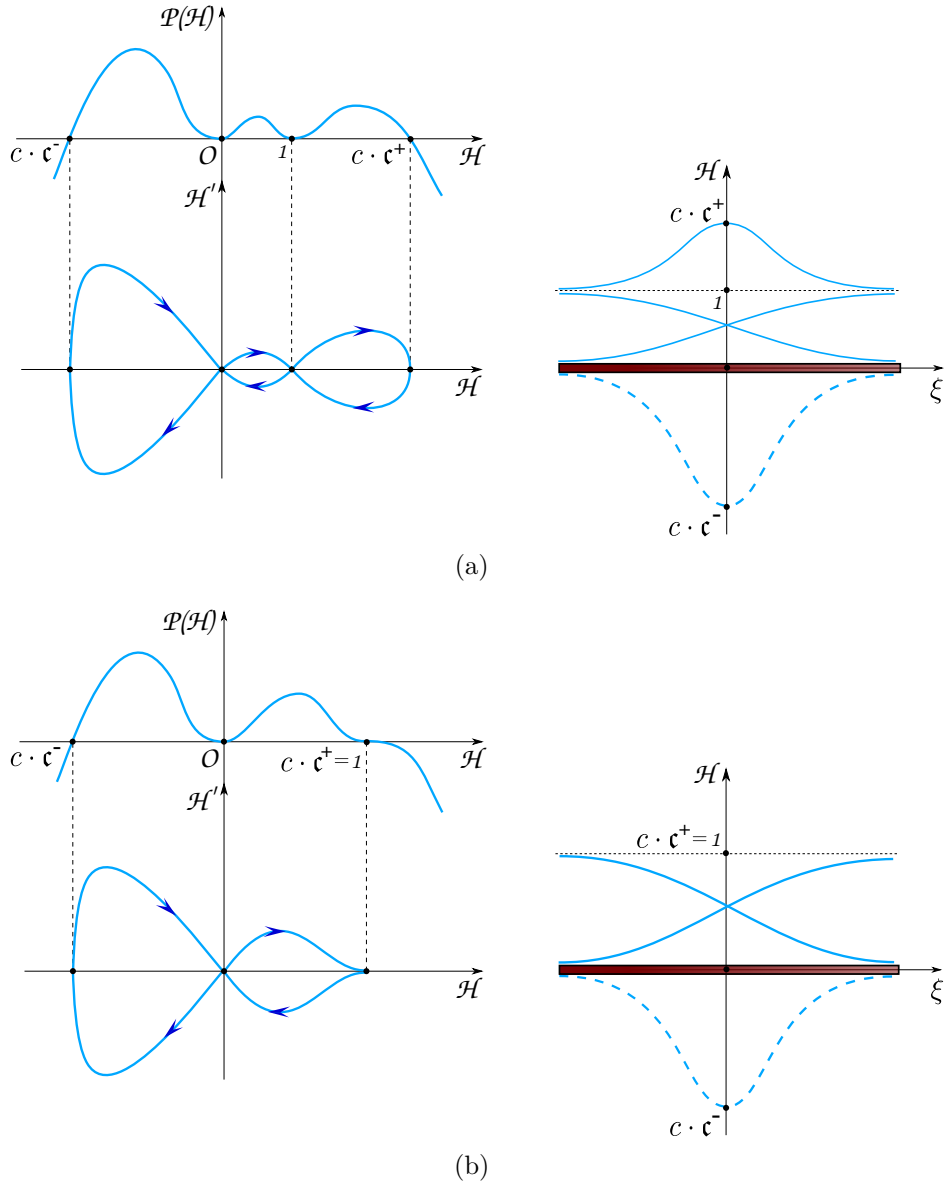 𝒫(ℋ)
c · 𝔠⁻
O
1
c · 𝔠⁺
ℋ
ℋ′
ℋ
ℋ
c · 𝔠⁺
1
ξ
c · 𝔠⁻
(a)
𝒫(ℋ)
c · 𝔠⁻
O
c · 𝔠⁺=1
ℋ
ℋ′
ℋ
ℋ
c · 𝔠⁺=1
ξ
c · 𝔠⁻
(b)